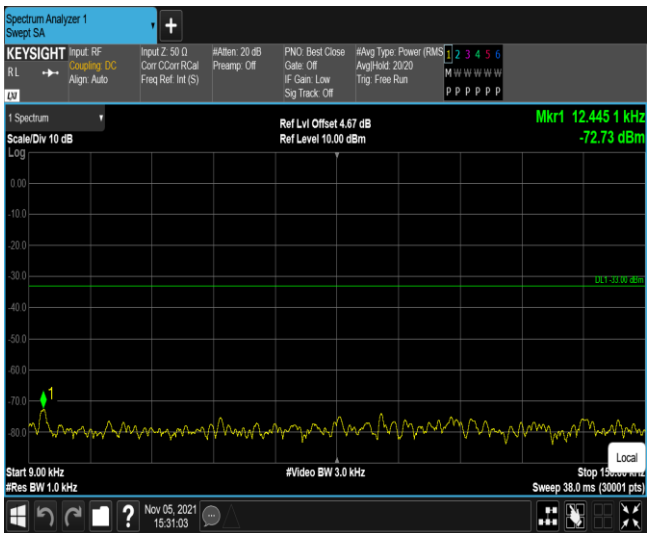 Spectrum Analyzer 1
Swept SA
KEYSIGHT Input: RF
R L
Coupling: DC
Align: Auto
Input Z: 50 Ω
Corr CCorr RCal
Freq Ref: Int (S)
#Atten: 20 dB
Preamp: Off
PNO: Best Close
Gate: Off
IF Gain: Low
Sig Track: Off
#Avg Type: Power (RMS
Avg|Hold: 20/20
Trig: Free Run
1 2 3 4 5 6
M W W W W W
P P P P P P
LXI
1 Spectrum
Scale/Div 10 dB
Ref Lvl Offset 4.67 dB
Ref Level 10.00 dBm
Mkr1 12.445 1 kHz
-72.73 dBm
Log
0.00
-10.0
-20.0
-30.0
DL1 -33.00 dBm
-40.0
-50.0
-60.0
-70.0
1
-80.0
Local
Start 9.00 kHz
#Video BW 3.0 kHz
Stop
#Res BW 1.0 kHz
Sweep 38.0 ms (30001 pts)
?
Nov 05, 2021
15:31:03